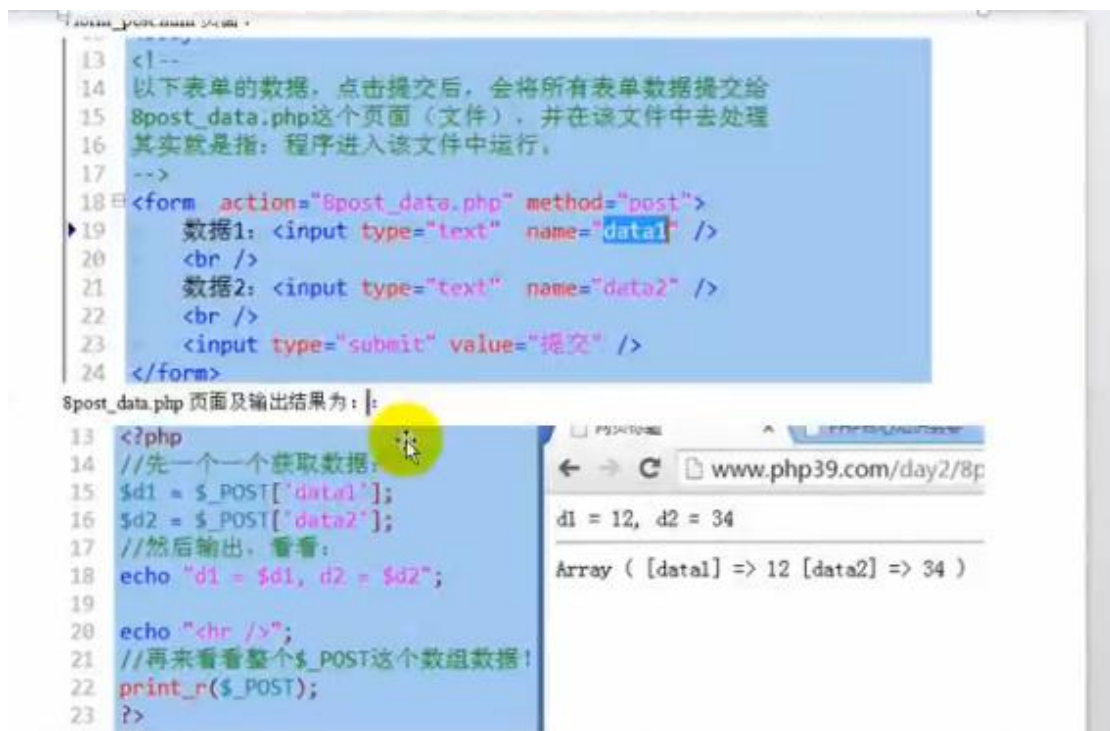 页面：
13 <!--
14 以下表单的数据，点击提交后，会将所有表单数据提交给
15 8post_data.php这个页面（文件），并在该文件中去处理
16 其实就是指：程序进入该文件中运行，
17 -->
18 <form action="8post_data.php" method="post">
19 数据1：<input type="text" name="data1" />
20 <br />
21 数据2：<input type="text" name="data2" />
22 <br />
23 <input type="submit" value="提交" />
24 </form>
8post_data.php 页面及输出结果为：：
13 <?php
14 //先一个一个获取数据：
15 $d1 = $_POST['data1'];
16 $d2 = $_POST['data2'];
17 //然后输出，看看：
18 echo "d1 = $d1, d2 = $d2";
19
20 echo "<hr />";
21 //再来看看整个$_POST这个数组数据！
22 print_r($_POST);
23 ?>
网页标题
www.php39.com/day2/8p
d1 = 12, d2 = 34
Array ( [data1] => 12 [data2] => 34 )